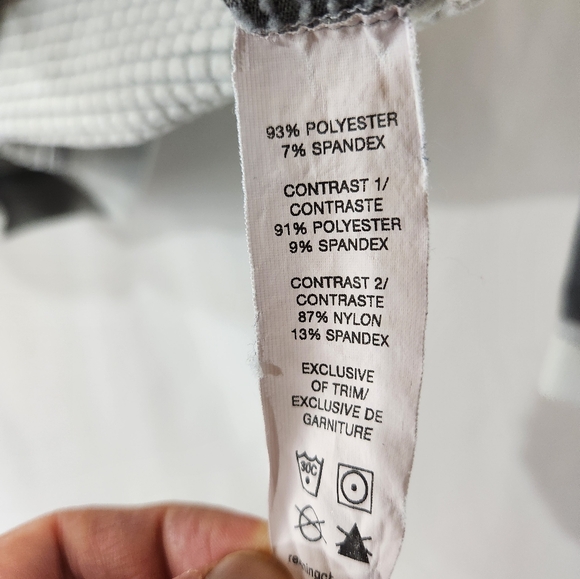 93% POLYESTER
7% SPANDEX
CONTRAST 1/
CONTRASTE
91% POLYESTER
9% SPANDEX
CONTRAST 2/
CONTRASTE
87% NYLON
13% SPANDEX
EXCLUSIVE
OF TRIM/
EXCLUSIVE DE
GARNITURE
30C